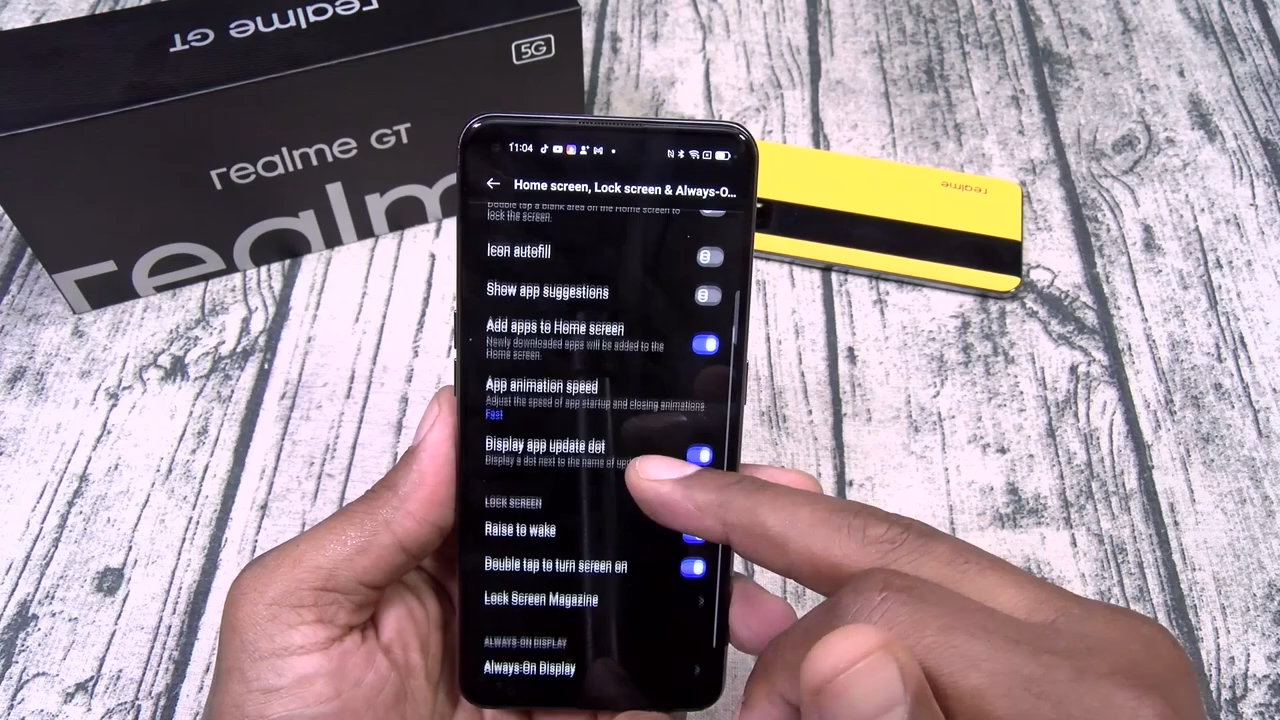 realme GT
5G
realme GT
realm
realme
11:04
Home screen, Lock screen & Always-O...
Double tap a blank area on the Home screen to
lock the screen.
Icon autofill
Show app suggestions
Add apps to Home screen
Newly downloaded apps will be added to the
Home screen.
App animation speed
Adjust the speed of app startup and closing animations
Fast
Display app update dot
Display a dot next to the name of
LOCK SCREEN
Raise to wake
Double tap to turn screen on
Lock Screen Magazine
ALWAYS-ON DISPLAY
Always-On Display